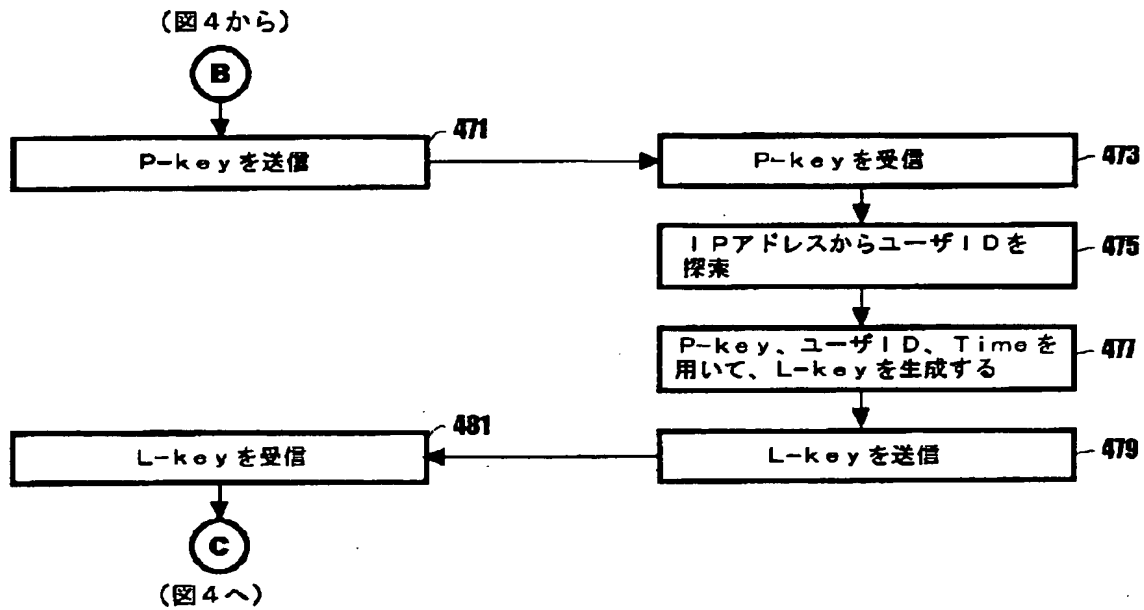 (図4から)
B
471
P-keyを送信
P-keyを受信
473
IPアドレスからユーザIDを
探索
475
P-key、ユーザID、Timeを
用いて、L-keyを生成する
477
481
L-keyを受信
L-keyを送信
479
C
(図4へ)